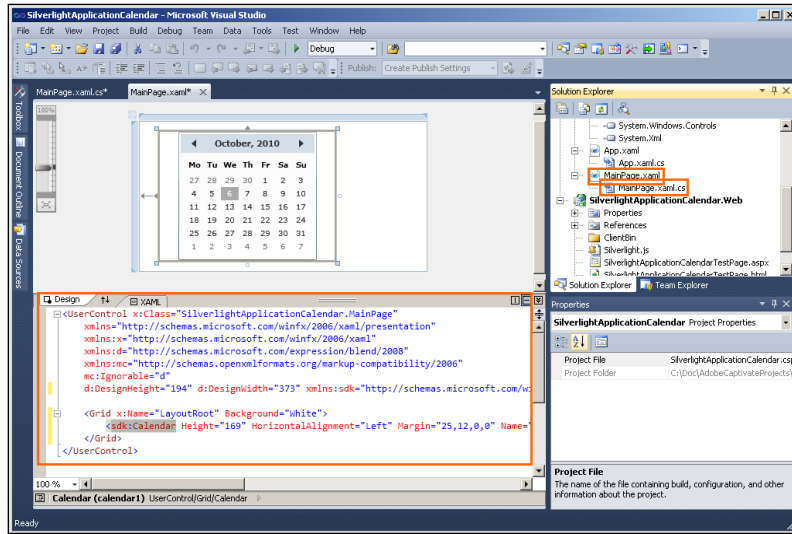 SilverlightApplicationCalendar - Microsoft Visual Studio
File Edit View Project Build Debug Team Data Tools Test Window Help
Debug
Publish: Create Publish Settings
MainPage.xaml.cs* MainPage.xaml*
Toolbox
Document Outline
Data Sources
100%
October, 2010
Mo Tu We Th Fr Sa Su
27 28 29 30 1 2 3
4 5 6 7 8 9 10
11 12 13 14 15 16 17
18 19 20 21 22 23 24
25 26 27 28 29 30 31
1 2 3 4 5 6 7
Design XAML
<UserControl x:Class="SilverlightApplicationCalendar.MainPage"
xmlns="http://schemas.microsoft.com/winfx/2006/xaml/presentation"
xmlns:x="http://schemas.microsoft.com/winfx/2006/xaml"
xmlns:d="http://schemas.microsoft.com/expression/blend/2008"
xmlns:mc="http://schemas.openxmlformats.org/markup-compatibility/2006"
mc:Ignorable="d"
d:DesignHeight="194" d:DesignWidth="373" xmlns:sdk="http://schemas.microsoft.com/w
<Grid x:Name="LayoutRoot" Background="White">
<sdk:Calendar Height="169" HorizontalAlignment="Left" Margin="25,12,0,0" Name="
</Grid>
</UserControl>
100 %
Calendar (calendar1) UserControl/Grid/Calendar
Ready
Solution Explorer
System.Windows.Controls
System.Xml
App.xaml
App.xaml.cs
MainPage.xaml
MainPage.xaml.cs
SilverlightApplicationCalendar.Web
Properties
References
ClientBin
Silverlight.js
SilverlightApplicationCalendarTestPage.aspx
SilverlightApplicationCalendarTestPage.html
Solution Explorer Team Explorer
Properties
SilverlightApplicationCalendar Project Properties
Project File SilverlightApplicationCalendar.csp
Project Folder C:\Doc\AdobeCaptivateProjects\
Project File
The name of the file containing build, configuration, and other
information about the project.